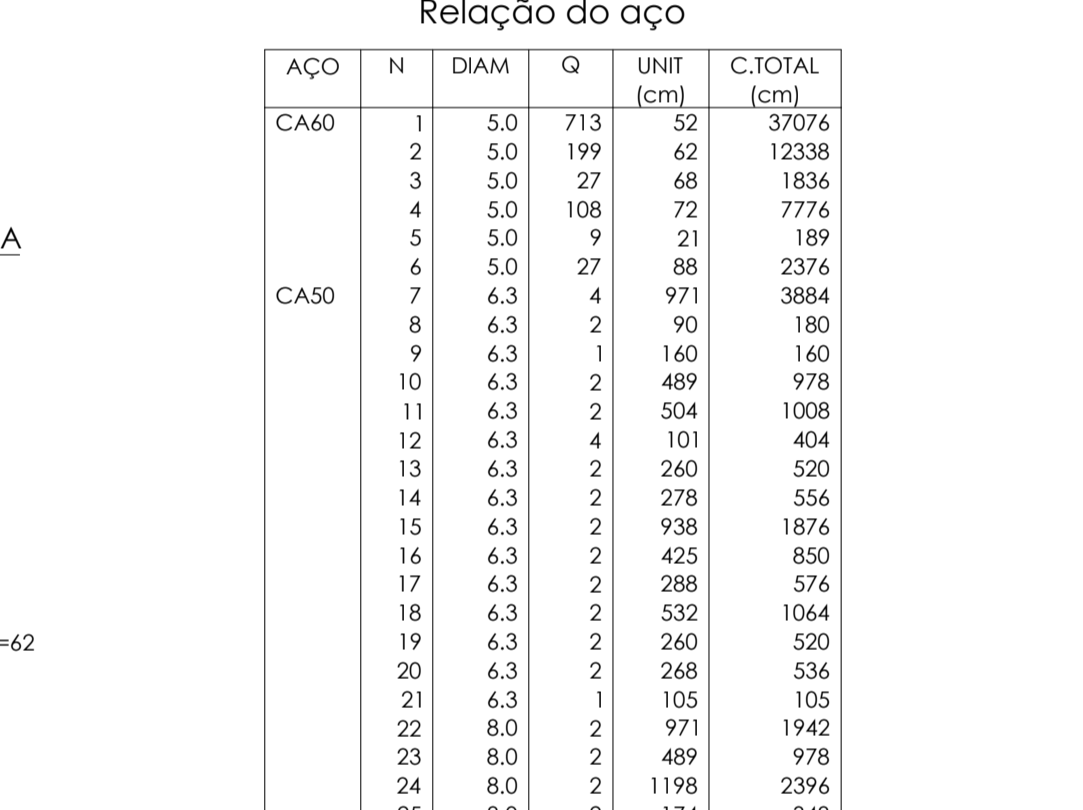 Relação do aço
AÇO N DIAM Q UNIT C.TOTAL
(cm) (cm)
CA60 1 5.0 713 52 37076
2 5.0 199 62 12338
3 5.0 27 68 1836
4 5.0 108 72 7776
A
5 5.0 9 21 189
6 5.0 27 88 2376
CA50 7 6.3 4 971 3884
8 6.3 2 90 180
9 6.3 1 160 160
10 6.3 2 489 978
11 6.3 2 504 1008
12 6.3 4 101 404
13 6.3 2 260 520
14 6.3 2 278 556
15 6.3 2 938 1876
16 6.3 2 425 850
17 6.3 2 288 576
18 6.3 2 532 1064
=62
19 6.3 2 260 520
20 6.3 2 268 536
21 6.3 1 105 105
22 8.0 2 971 1942
23 8.0 2 489 978
24 8.0 2 1198 2396